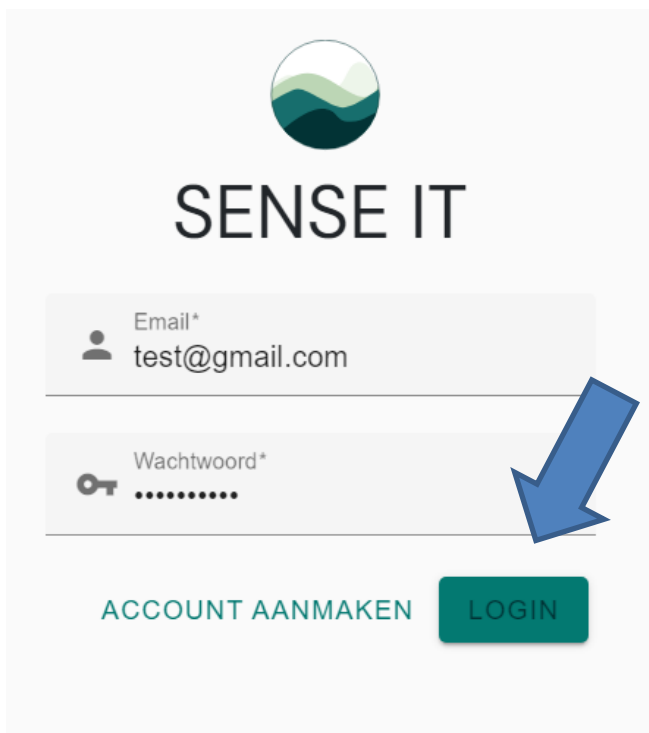 SENSE IT
Email*
test@gmail.com
Wachtwoord*
••••••••••
ACCOUNT AANMAKEN LOGIN